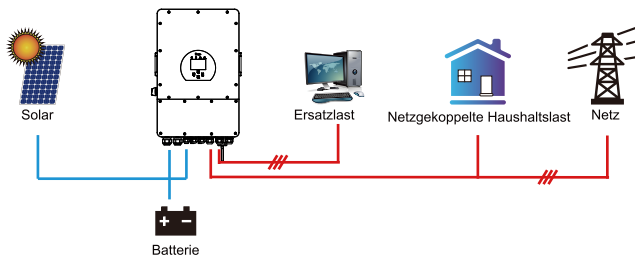 Solar
Ersatzlast
Netzgekoppelte Haushaltslast
Netz
Batterie